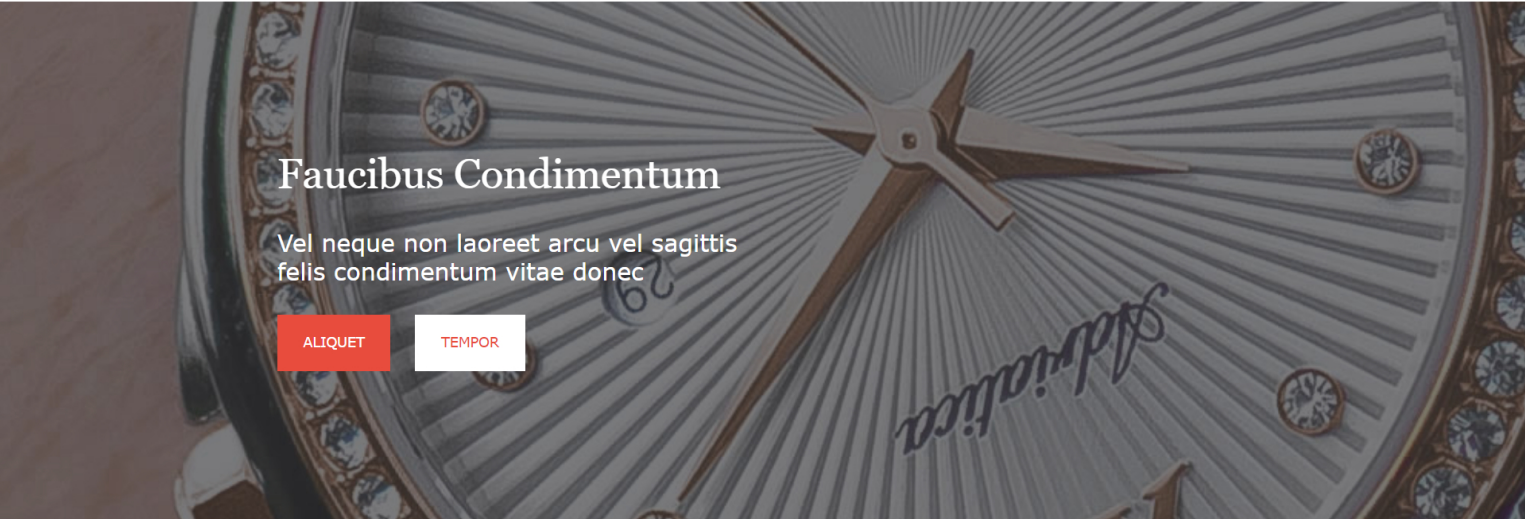 Faucibus Condimentum
Vel neque non laoreet arcu vel sagittis
felis condimentum vitae donec
29
ALIQUET
TEMPOR
Adriatica